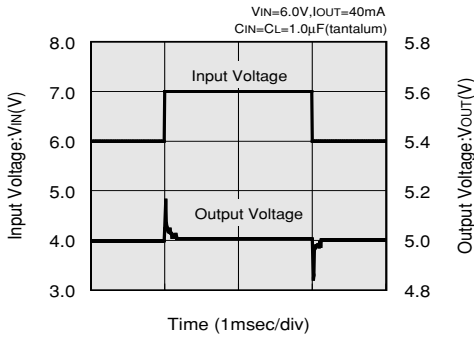 VIN=6.0V,IOUT=40mA
CIN=CL=1.0μF(tantalum)
8.0
7.0
6.0
5.0
4.0
3.0
Input Voltage:VIN(V)
Input Voltage
Output Voltage
5.8
5.6
5.4
5.2
5.0
4.8
Output Voltage:VOUT(V)
Time (1msec/div)